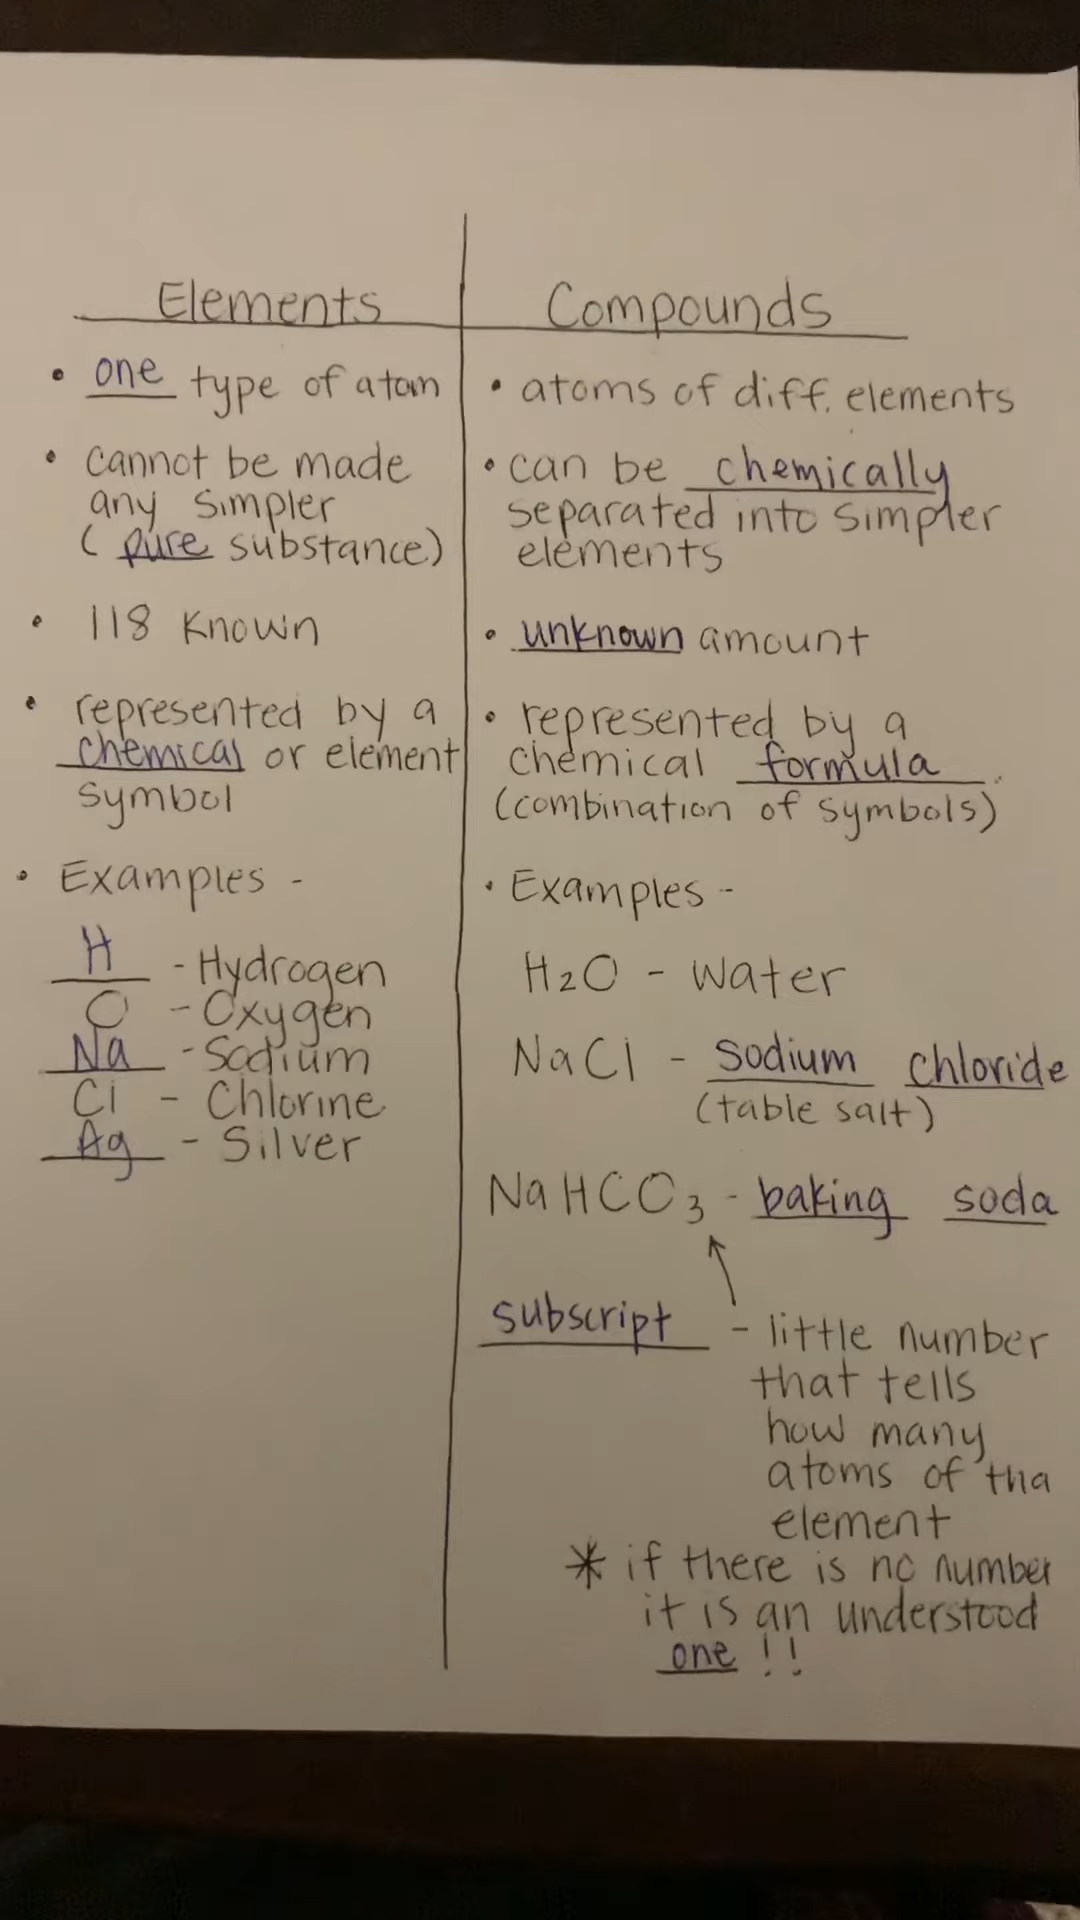 Elements
• one type of atom
• cannot be made
any simpler
( pure substance)
• 118 known
• represented by a
chemical or element
symbol
• Examples -
H - Hydrogen
O - Oxygen
Na - Sodium
Cl - Chlorine
Ag - Silver
Compounds
• atoms of diff. elements
• can be chemically
separated into simpler
elements
• unknown amount
• represented by a
chemical formula
(combination of symbols)
• Examples -
H2O - water
NaCl - sodium chloride
(table salt)
NaHCO3 - baking soda
subscript - little number
that tells
how many
atoms of tha
element
* if there is no number
it is an understood
one !!